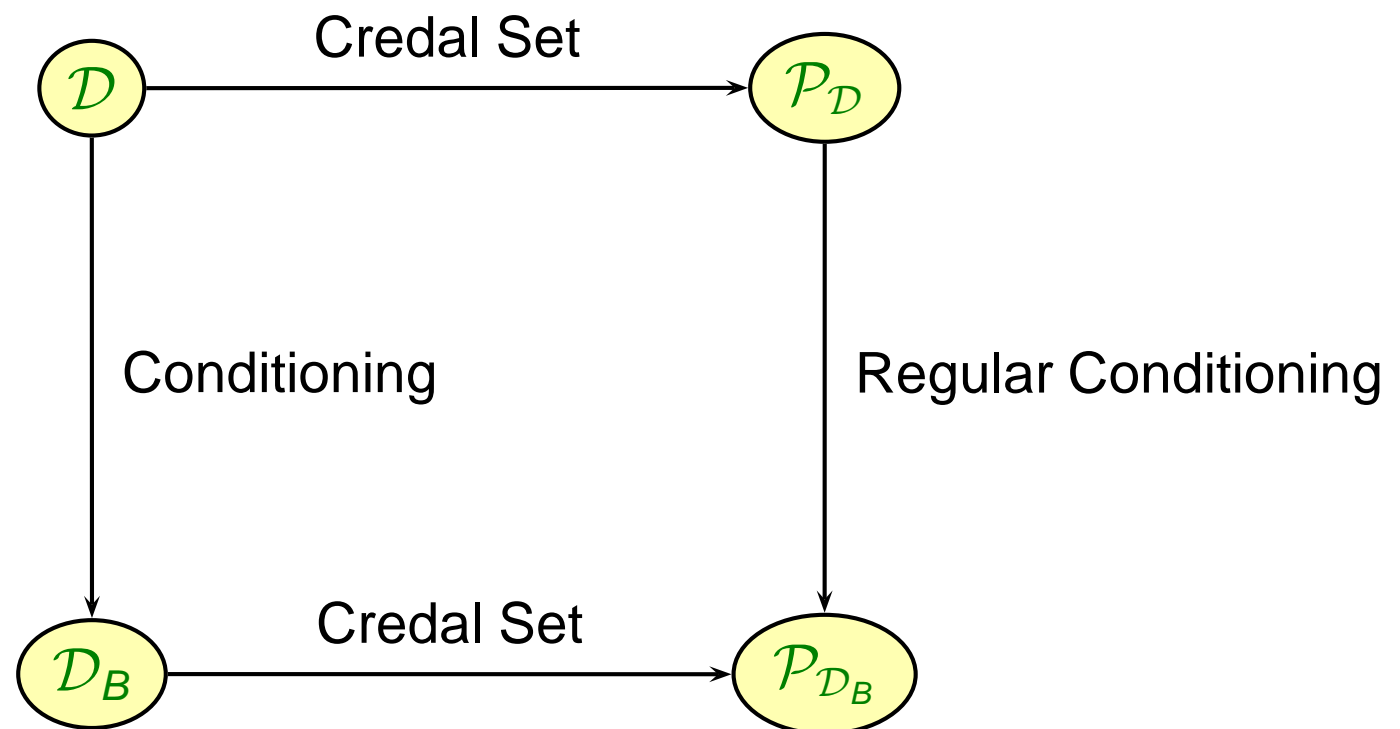 Credal Set
𝒟 𝒫_𝒟
Conditioning Regular Conditioning
Credal Set
𝒟_B 𝒫_{𝒟_B}